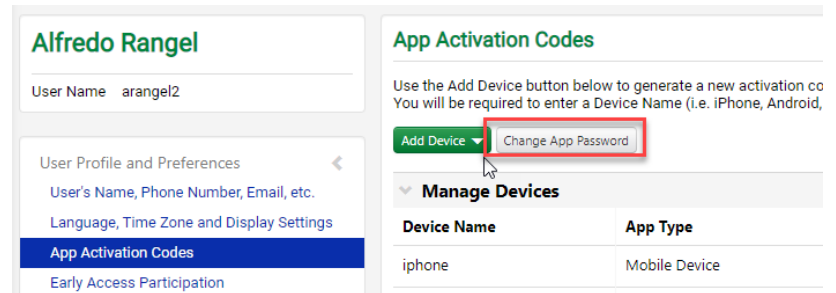 Alfredo Rangel
User Name arangel2
User Profile and Preferences
User's Name, Phone Number, Email, etc.
Language, Time Zone and Display Settings
App Activation Codes
Early Access Participation
App Activation Codes
Use the Add Device button below to generate a new activation co
You will be required to enter a Device Name (i.e. iPhone, Android,
Add Device Change App Password
Manage Devices
Device Name App Type
iphone Mobile Device